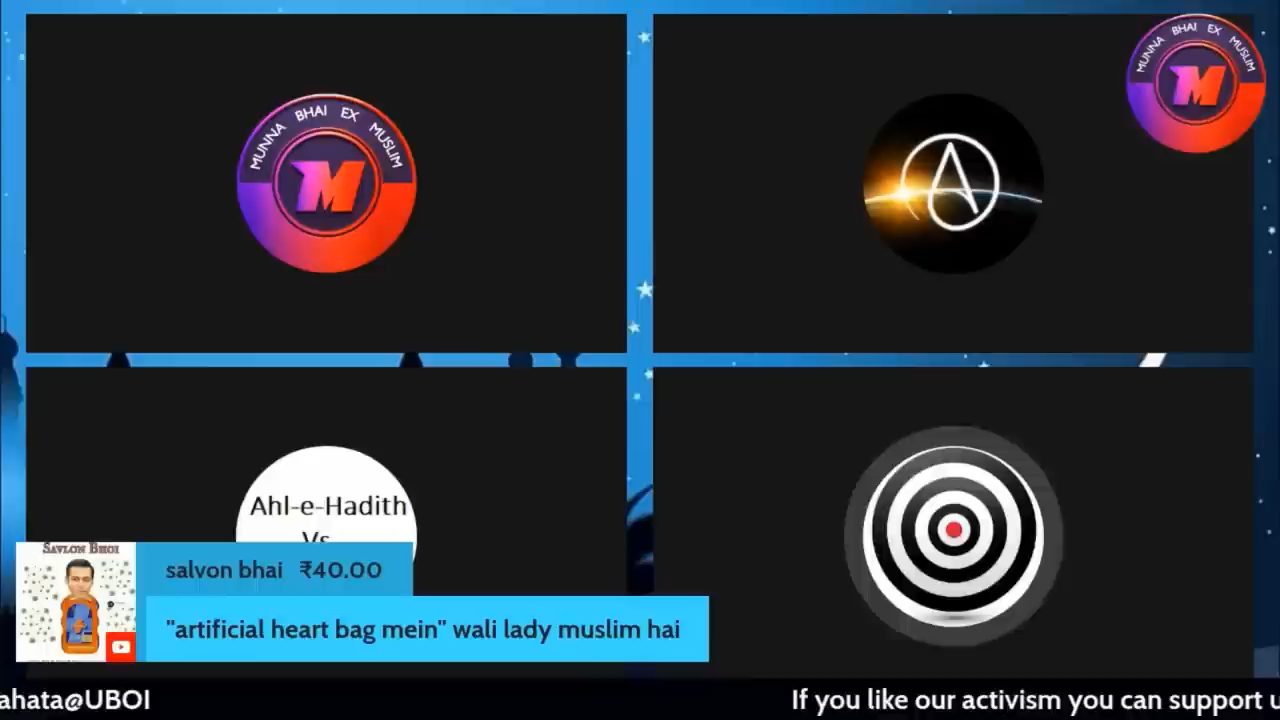 MUNNA BHAI EX MUSLIM
M
MUNNA BHAI EX MUSLIM
M
A
Ahl-e-Hadith
Vs
SAVLON BHOI
salvon bhai ₹40.00
"artificial heart bag mein" wali lady muslim hai
ahata@UBOI
If you like our activism you can support u